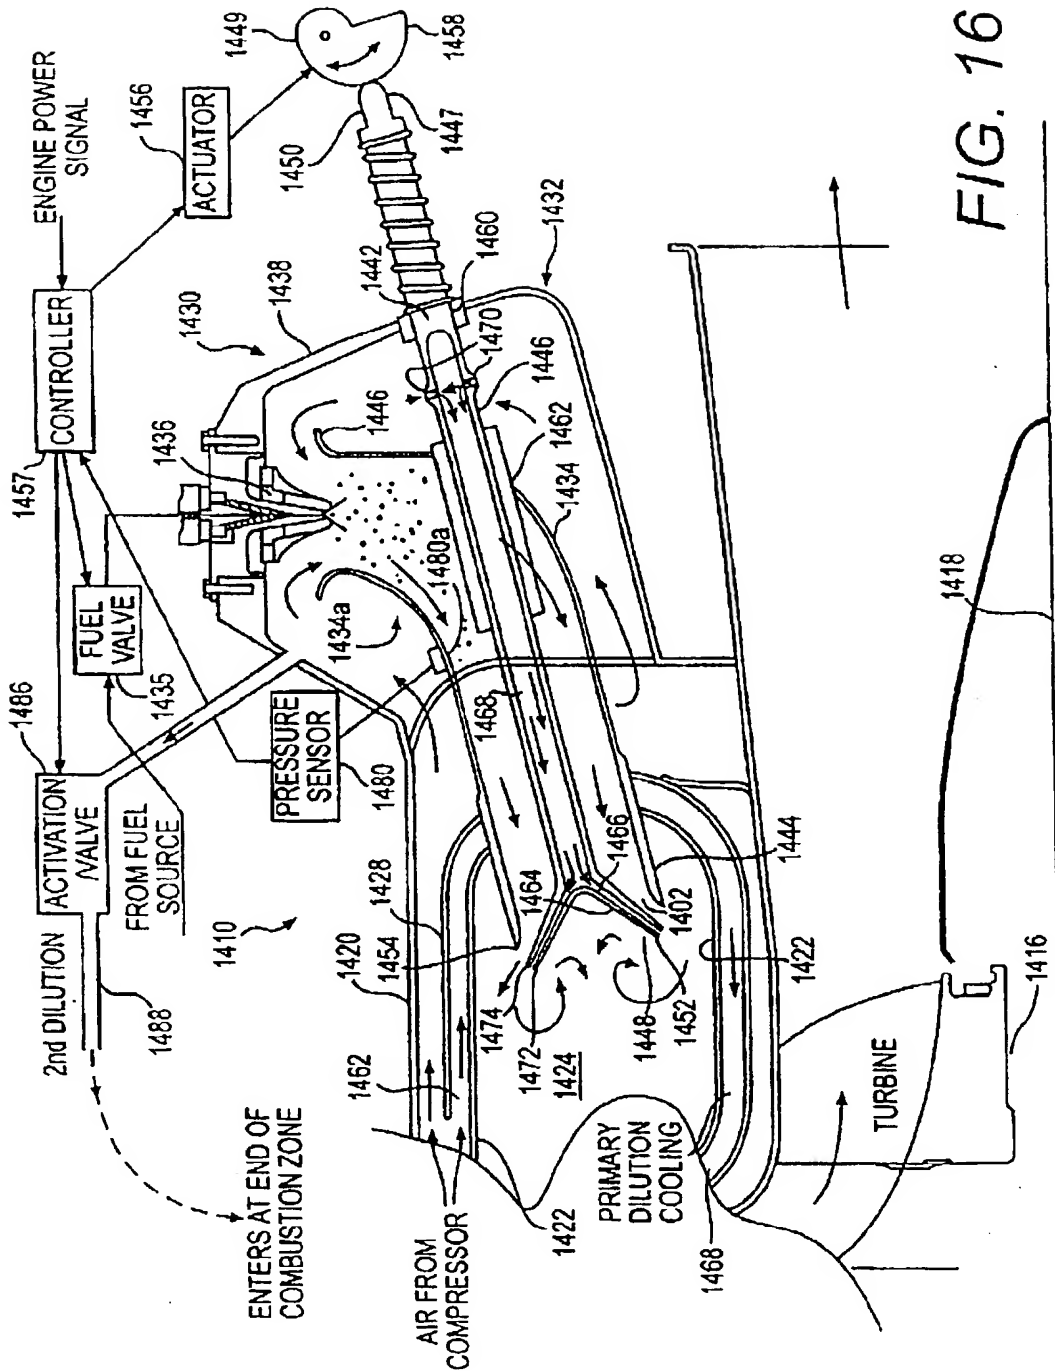 ENGINE POWER
SIGNAL
1449
1458
1456
ACTUATOR
1450
1447
1457
CONTROLLER
1430
1438
1442
1460
1432
1470
1446
1446
1462
1434
1436
1480a
1434a
1486
ACTIVATION
VALVE
FUEL
VALVE
1435
FROM FUEL
SOURCE
PRESSURE
SENSOR
1480
1468
2nd DILUTION
1488
1410
1428
1420
1454
1464
1466
1444
1402
1474
1472
1424
1448
1452
1422
1462
ENTERS AT END OF
COMBUSTION ZONE
AIR FROM
COMPRESSOR
1422
PRIMARY
DILUTION
COOLING
1468
TURBINE
1416
1418
FIG. 16